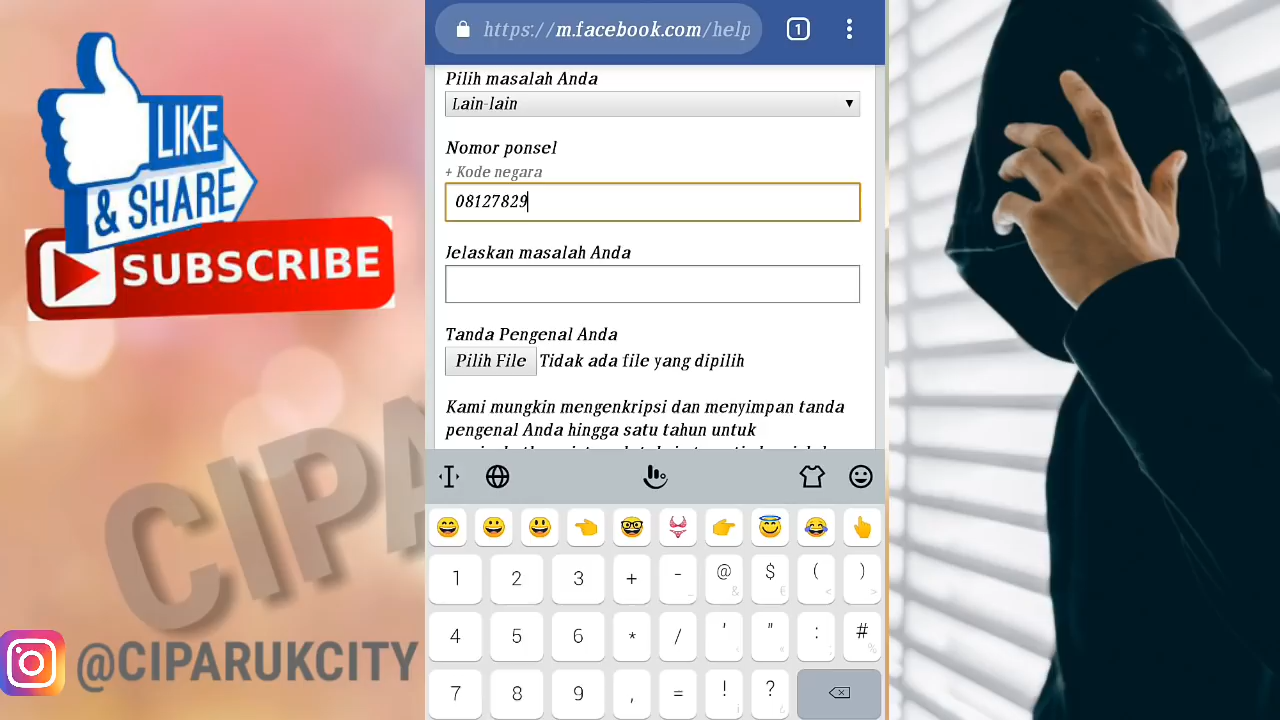 LIKE
& SHARE
SUBSCRIBE
CIPA
@CIPARUKCITY
https://m.facebook.com/help
1
Pilih masalah Anda
Lain-lain
Nomor ponsel
+ Kode negara
08127829
Jelaskan masalah Anda
Tanda Pengenal Anda
Pilih File Tidak ada file yang dipilih
Kami mungkin mengenkripsi dan menyimpan tanda
pengenal Anda hingga satu tahun untuk
1 2 3 + - @ & $ € ( < ) >
4 5 6 * / ' " : ; # %
7 8 9 , = ! ¡ ? ¿